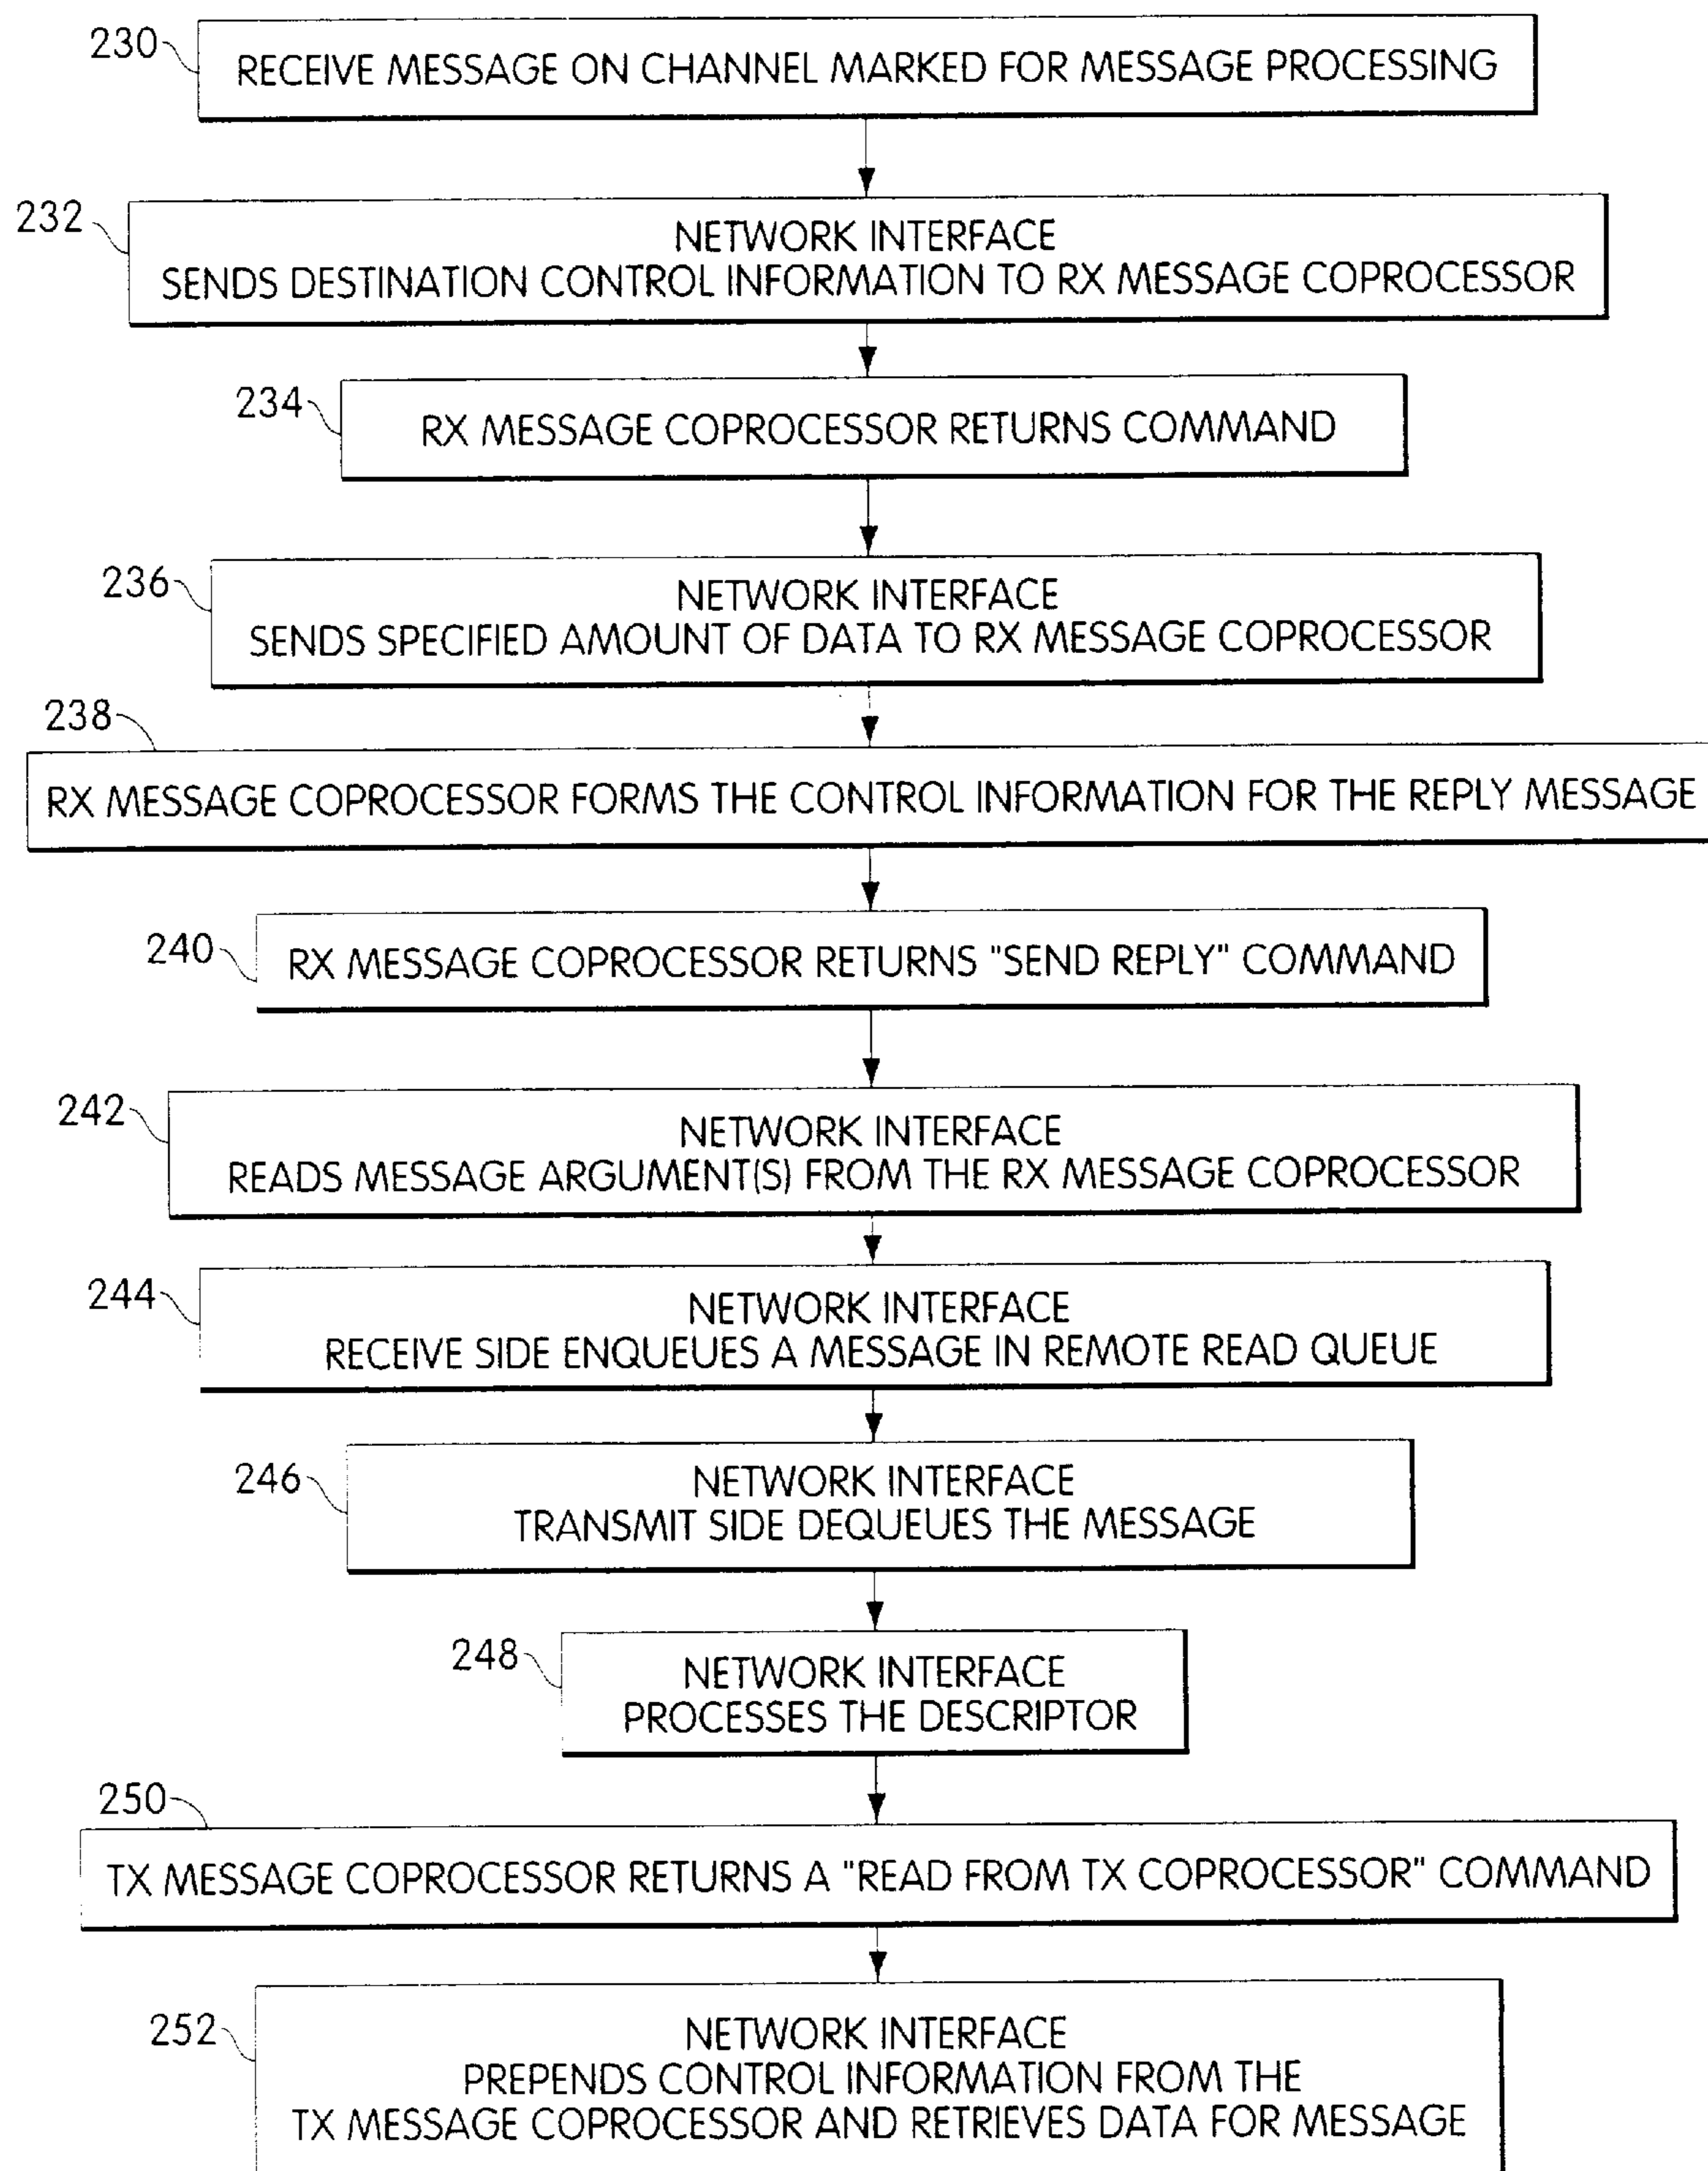 230
RECEIVE MESSAGE ON CHANNEL MARKED FOR MESSAGE PROCESSING
232
NETWORK INTERFACE
SENDS DESTINATION CONTROL INFORMATION TO RX MESSAGE COPROCESSOR
234
RX MESSAGE COPROCESSOR RETURNS COMMAND
236
NETWORK INTERFACE
SENDS SPECIFIED AMOUNT OF DATA TO RX MESSAGE COPROCESSOR
238
RX MESSAGE COPROCESSOR FORMS THE CONTROL INFORMATION FOR THE REPLY MESSAGE
240
RX MESSAGE COPROCESSOR RETURNS "SEND REPLY" COMMAND
242
NETWORK INTERFACE
READS MESSAGE ARGUMENT(S) FROM THE RX MESSAGE COPROCESSOR
244
NETWORK INTERFACE
RECEIVE SIDE ENQUEUES A MESSAGE IN REMOTE READ QUEUE
246
NETWORK INTERFACE
TRANSMIT SIDE DEQUEUES THE MESSAGE
248
NETWORK INTERFACE
PROCESSES THE DESCRIPTOR
250
TX MESSAGE COPROCESSOR RETURNS A "READ FROM TX COPROCESSOR" COMMAND
252
NETWORK INTERFACE
PREPENDS CONTROL INFORMATION FROM THE
TX MESSAGE COPROCESSOR AND RETRIEVES DATA FOR MESSAGE